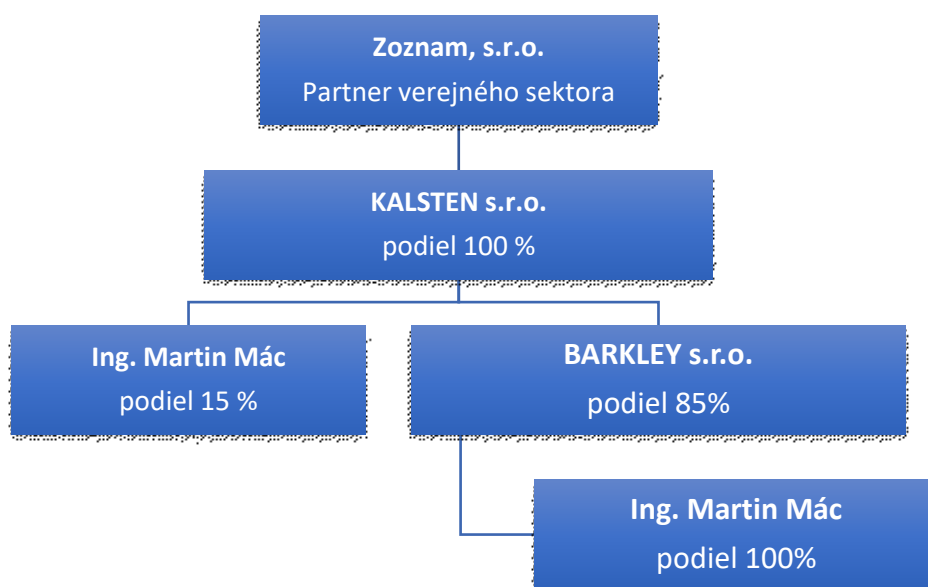 Zoznam, s.r.o.
Partner verejného sektora
KALSTEN s.r.o.
podiel 100 %
Ing. Martin Mác
podiel 15 %
BARKLEY s.r.o.
podiel 85%
Ing. Martin Mác
podiel 100%